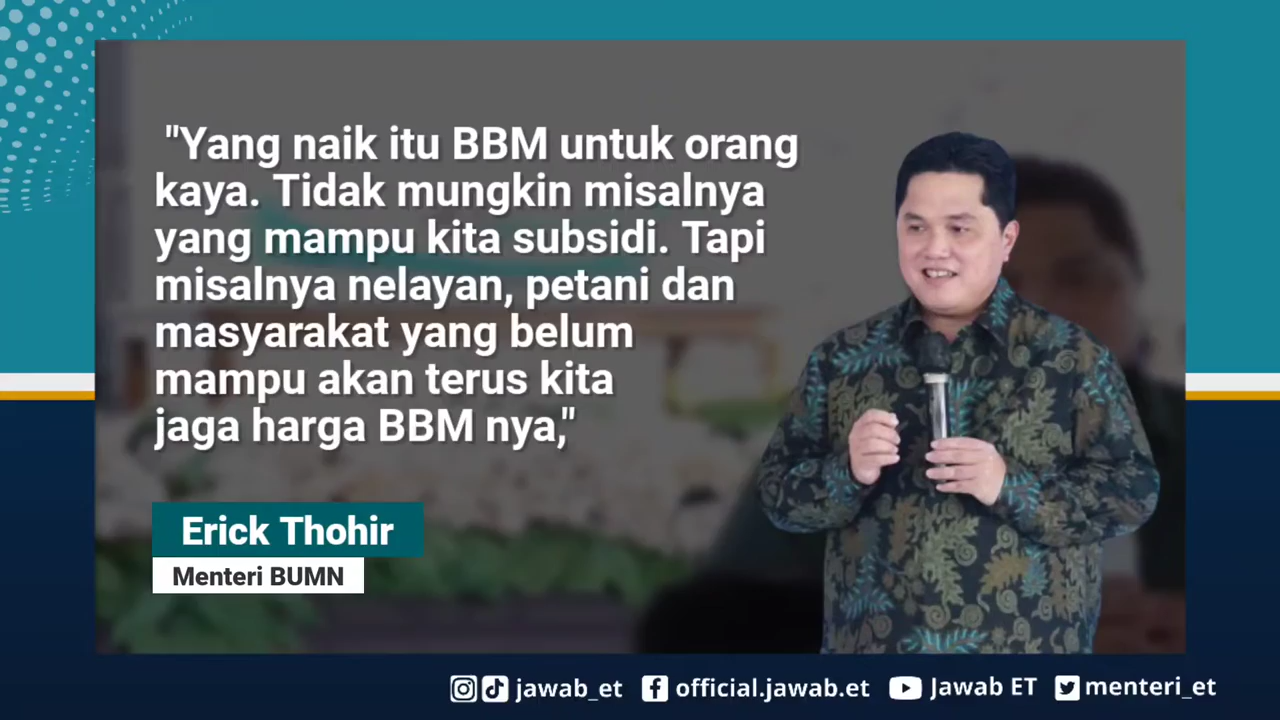 "Yang naik itu BBM untuk orang
kaya. Tidak mungkin misalnya
yang mampu kita subsidi. Tapi
misalnya nelayan, petani dan
masyarakat yang belum
mampu akan terus kita
jaga harga BBM nya,"
Erick Thohir
Menteri BUMN
jawab_et official.jawab.et Jawab ET menteri_et